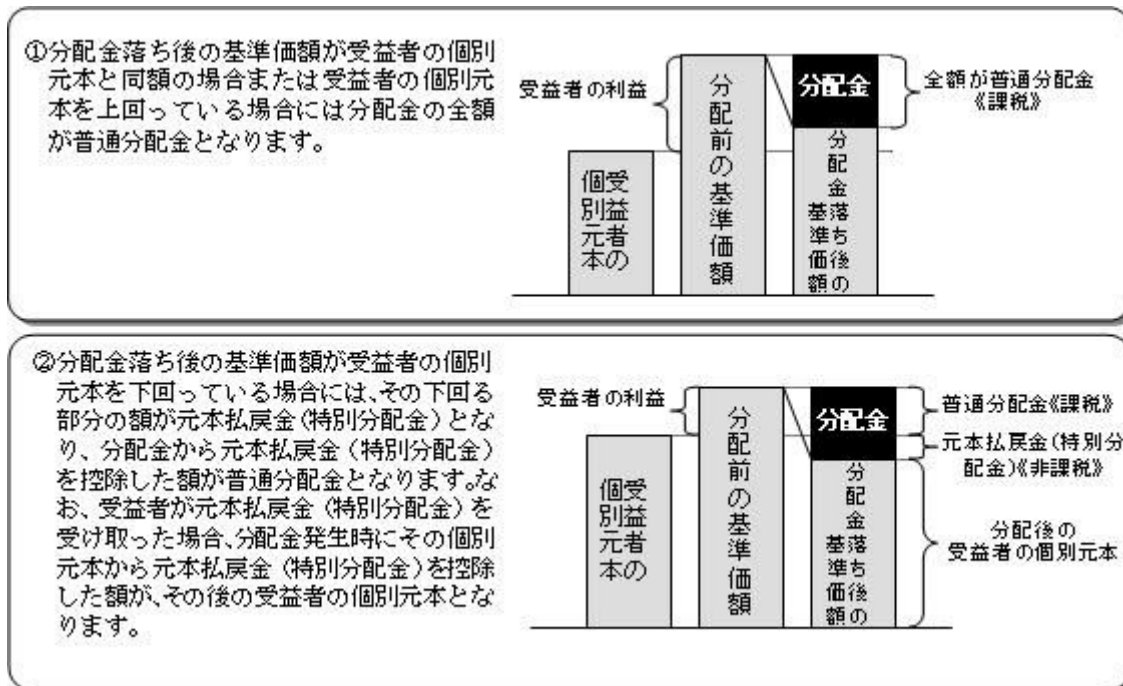 ①分配金落ち後の基準価額が受益者の個別
元本と同額の場合または受益者の個別元
本を上回っている場合には分配金の全額
が普通分配金となります。
受益者の利益
個別元本
受益者の
分配前の基準価額
分配金
分配金落ち後の
基準価額
全額が普通分配金
《課税》
②分配金落ち後の基準価額が受益者の個別
元本を下回っている場合には、その下回る
部分の額が元本払戻金(特別分配金)とな
り、分配金から元本払戻金(特別分配金)
を控除した額が普通分配金となります。な
お、受益者が元本払戻金(特別分配金)を
受け取った場合、分配金発生時にその個別
元本から元本払戻金(特別分配金)を控除
した額が、その後の受益者の個別元本とな
ります。
受益者の利益
受益者の
個別元本
分配前の基準価額
分配金
分配金落ち後の
基準価額
普通分配金《課税》
元本払戻金(特別分
配金)《非課税》
分配後の
受益者の個別元本